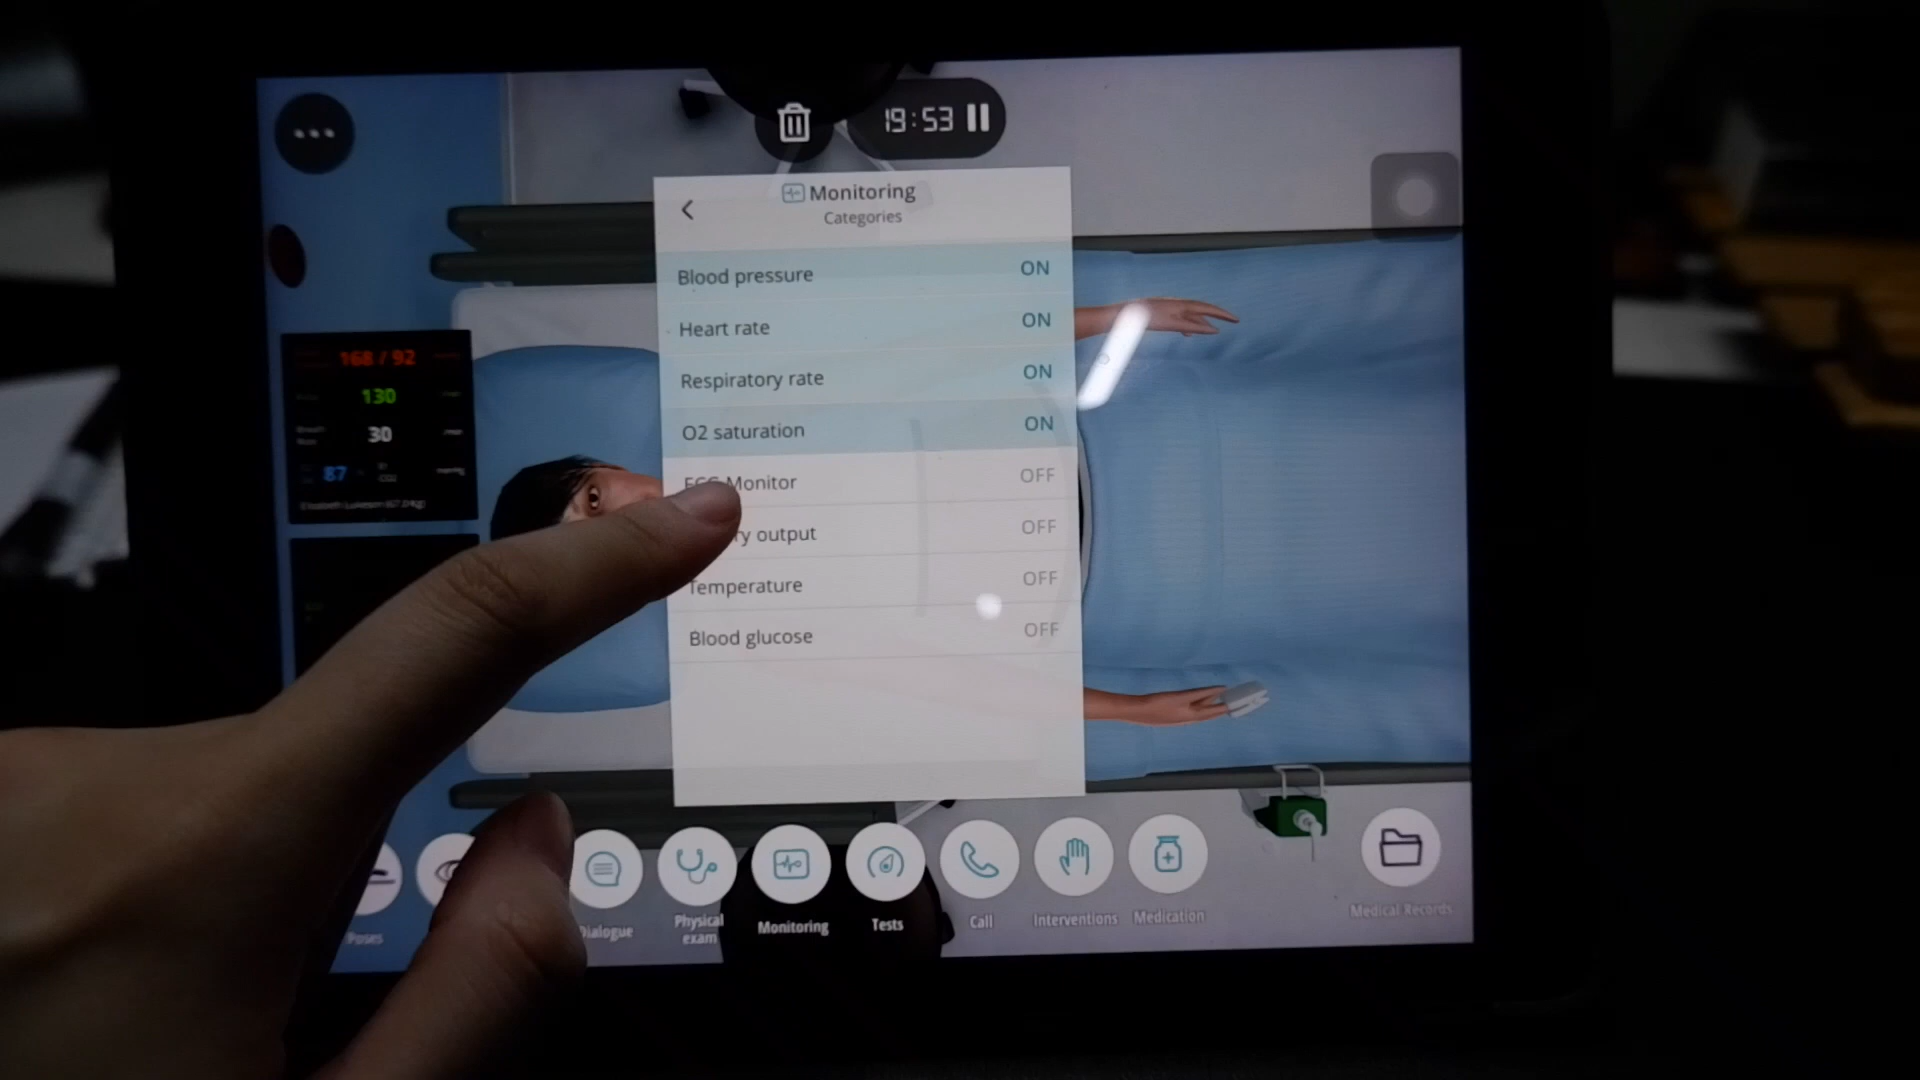 19:53
Monitoring
Categories
Blood pressure ON
Heart rate ON
Respiratory rate ON
O2 saturation ON
Monitor OFF
output OFF
Temperature OFF
Blood glucose OFF
168 / 92
130
30
87
Poses
Dialogue
Physical exam
Monitoring
Tests
Call
Interventions
Medication
Medical Records